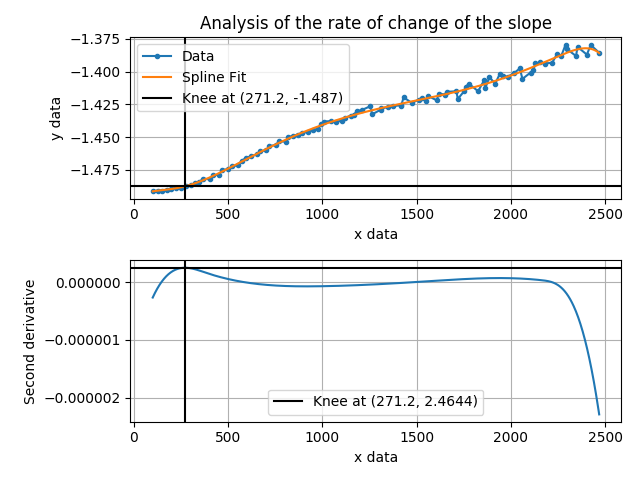 Analysis of the rate of change of the slope
−1.375
−1.400
−1.425
−1.450
−1.475
y data
Data
Spline Fit
Knee at (271.2, -1.487)
0 500 1000 1500 2000 2500
x data
0.000000
−0.000001
−0.000002
Second derivative
Knee at (271.2, 2.4644)
0 500 1000 1500 2000 2500
x data